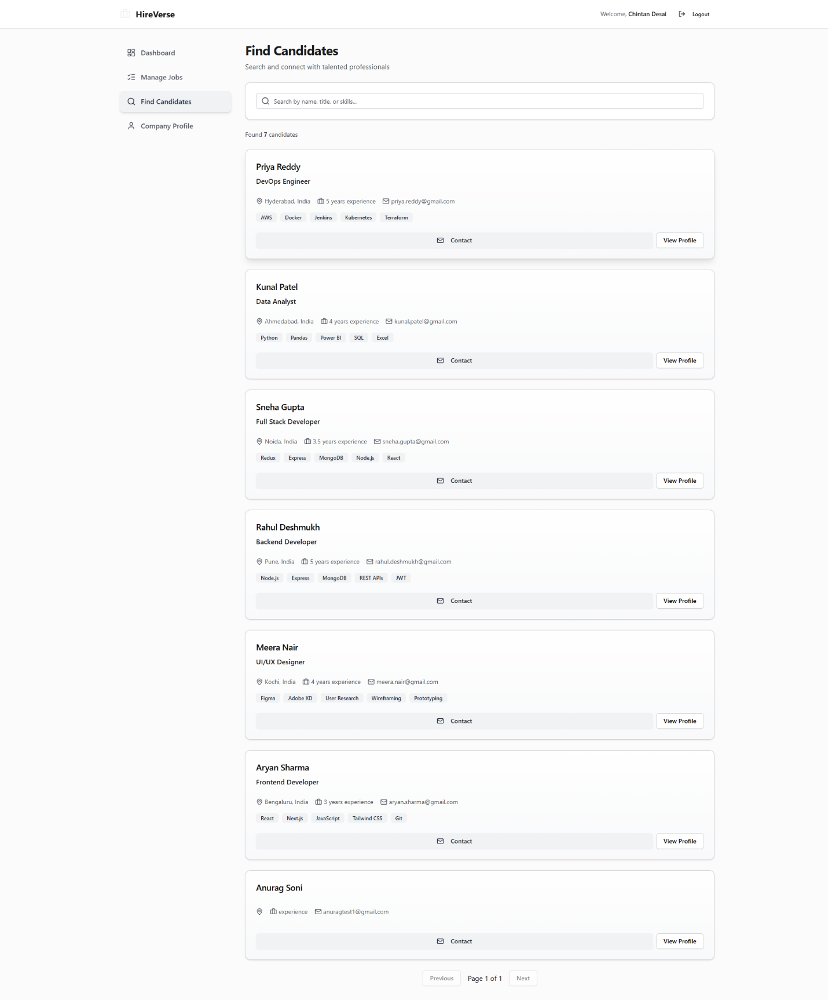 HireVerse
Welcome, Chintan Desai
Logout
Dashboard
Manage Jobs
Find Candidates
Company Profile
Find Candidates
Search and connect with talented professionals
Search by name, title, or skills...
Found 7 candidates
Priya Reddy
DevOps Engineer
Hyderabad, India 5 years experience priya.reddy@gmail.com
AWS Docker Jenkins Kubernetes Terraform
Contact View Profile
Kunal Patel
Data Analyst
Ahmedabad, India 4 years experience kunal.patel@gmail.com
Python Pandas Power BI SQL Excel
Contact View Profile
Sneha Gupta
Full Stack Developer
Noida, India 3.5 years experience sneha.gupta@gmail.com
Redux Express MongoDB Node.js React
Contact View Profile
Rahul Deshmukh
Backend Developer
Pune, India 5 years experience rahul.deshmukh@gmail.com
Node.js Express MongoDB REST APIs JWT
Contact View Profile
Meera Nair
UI/UX Designer
Kochi, India 4 years experience meera.nair@gmail.com
Figma Adobe XD User Research Wireframing Prototyping
Contact View Profile
Aryan Sharma
Frontend Developer
Bengaluru, India 3 years experience aryan.sharma@gmail.com
React Next.js JavaScript Tailwind CSS Git
Contact View Profile
Anurag Soni
experience anuragtest1@gmail.com
Contact View Profile
Previous Page 1 of 1 Next